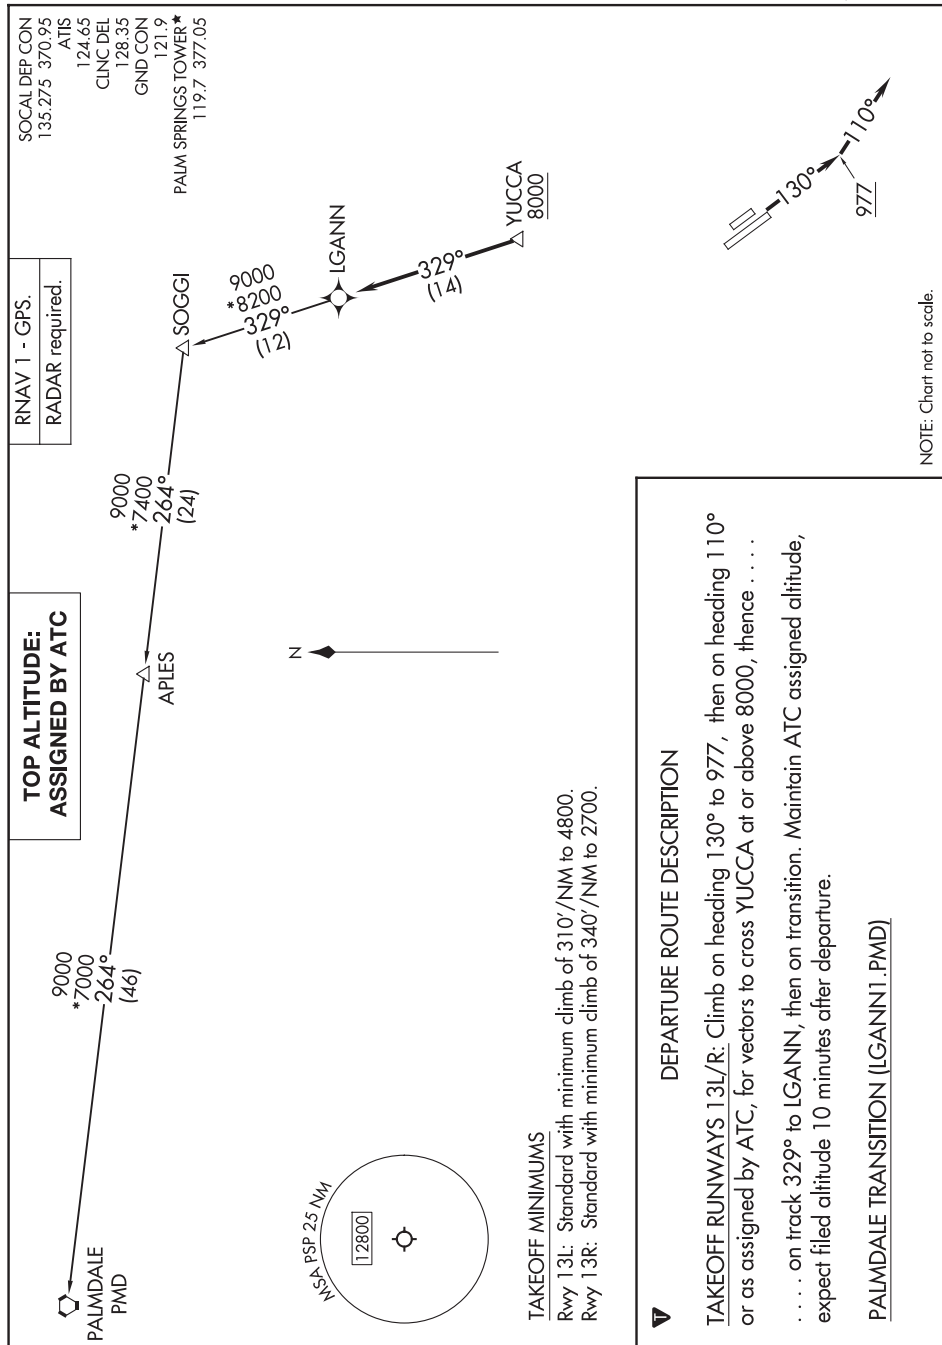 SOCAL DEP CON
135.275 370.95
ATIS
124.65
CLNC DEL
128.35
GND CON
121.9
PALM SPRINGS TOWER★
119.7 377.05
RNAV 1 - GPS.
RADAR required.
TOP ALTITUDE:
ASSIGNED BY ATC
PALMDALE
PMD
9000
*7000
264°
(46)
APLES
9000
*7400
264°
(24)
SOGGI
9000
*8200
329°
(12)
LGANN
329°
(14)
YUCCA
8000
N
MSA PSP 25 NM
12800
130°
110°
977
TAKEOFF MINIMUMS
Rwy 13L: Standard with minimum climb of 310'/NM to 4800.
Rwy 13R: Standard with minimum climb of 340'/NM to 2700.
NOTE: Chart not to scale.
T
DEPARTURE ROUTE DESCRIPTION
TAKEOFF RUNWAYS 13L/R: Climb on heading 130° to 977, then on heading 110°
or as assigned by ATC, for vectors to cross YUCCA at or above 8000, thence . . . .
. . . . on track 329° to LGANN, then on transition. Maintain ATC assigned altitude,
expect filed altitude 10 minutes after departure.
PALMDALE TRANSITION (LGANN1.PMD)